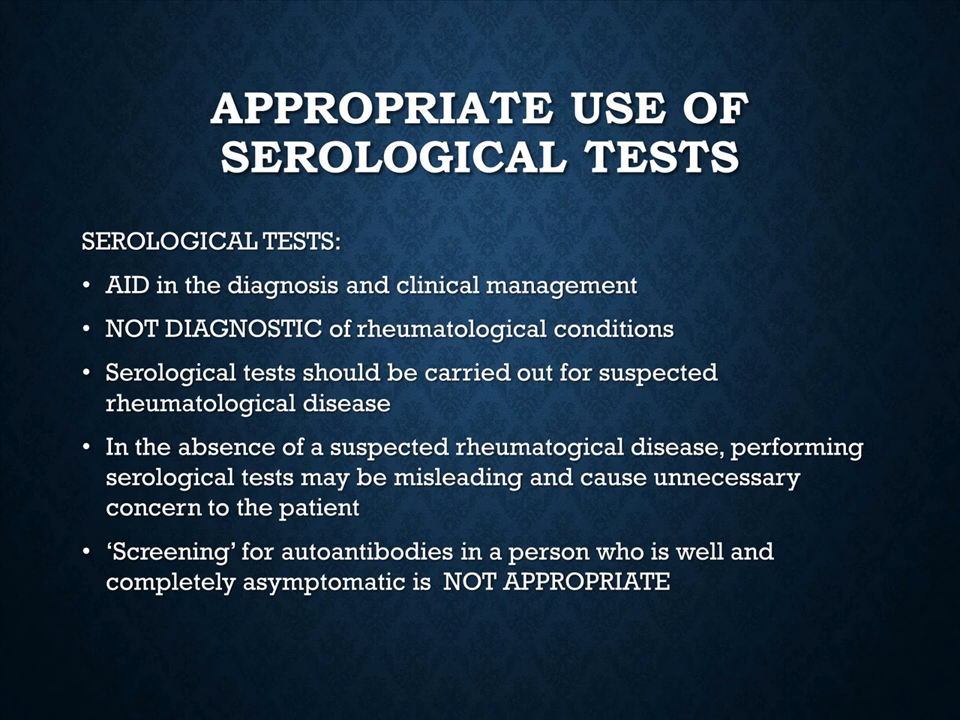 APPROPRIATE USE OF
SEROLOGICAL TESTS
SEROLOGICAL TESTS:
• AID in the diagnosis and clinical management
• NOT DIAGNOSTIC of rheumatological conditions
• Serological tests should be carried out for suspected
rheumatological disease
• In the absence of a suspected rheumatogical disease, performing
serological tests may be misleading and cause unnecessary
concern to the patient
• ‘Screening’ for autoantibodies in a person who is well and
completely asymptomatic is  NOT APPROPRIATE